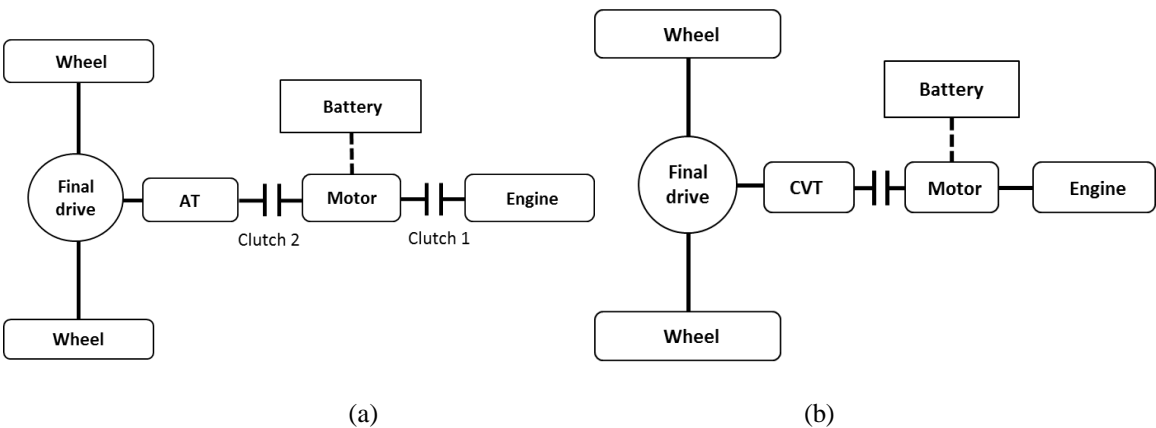 Wheel
Battery
Final
drive
AT
Motor
Engine
Clutch 2
Clutch 1
Wheel
(a)
Wheel
Battery
Final
drive
CVT
Motor
Engine
Wheel
(b)